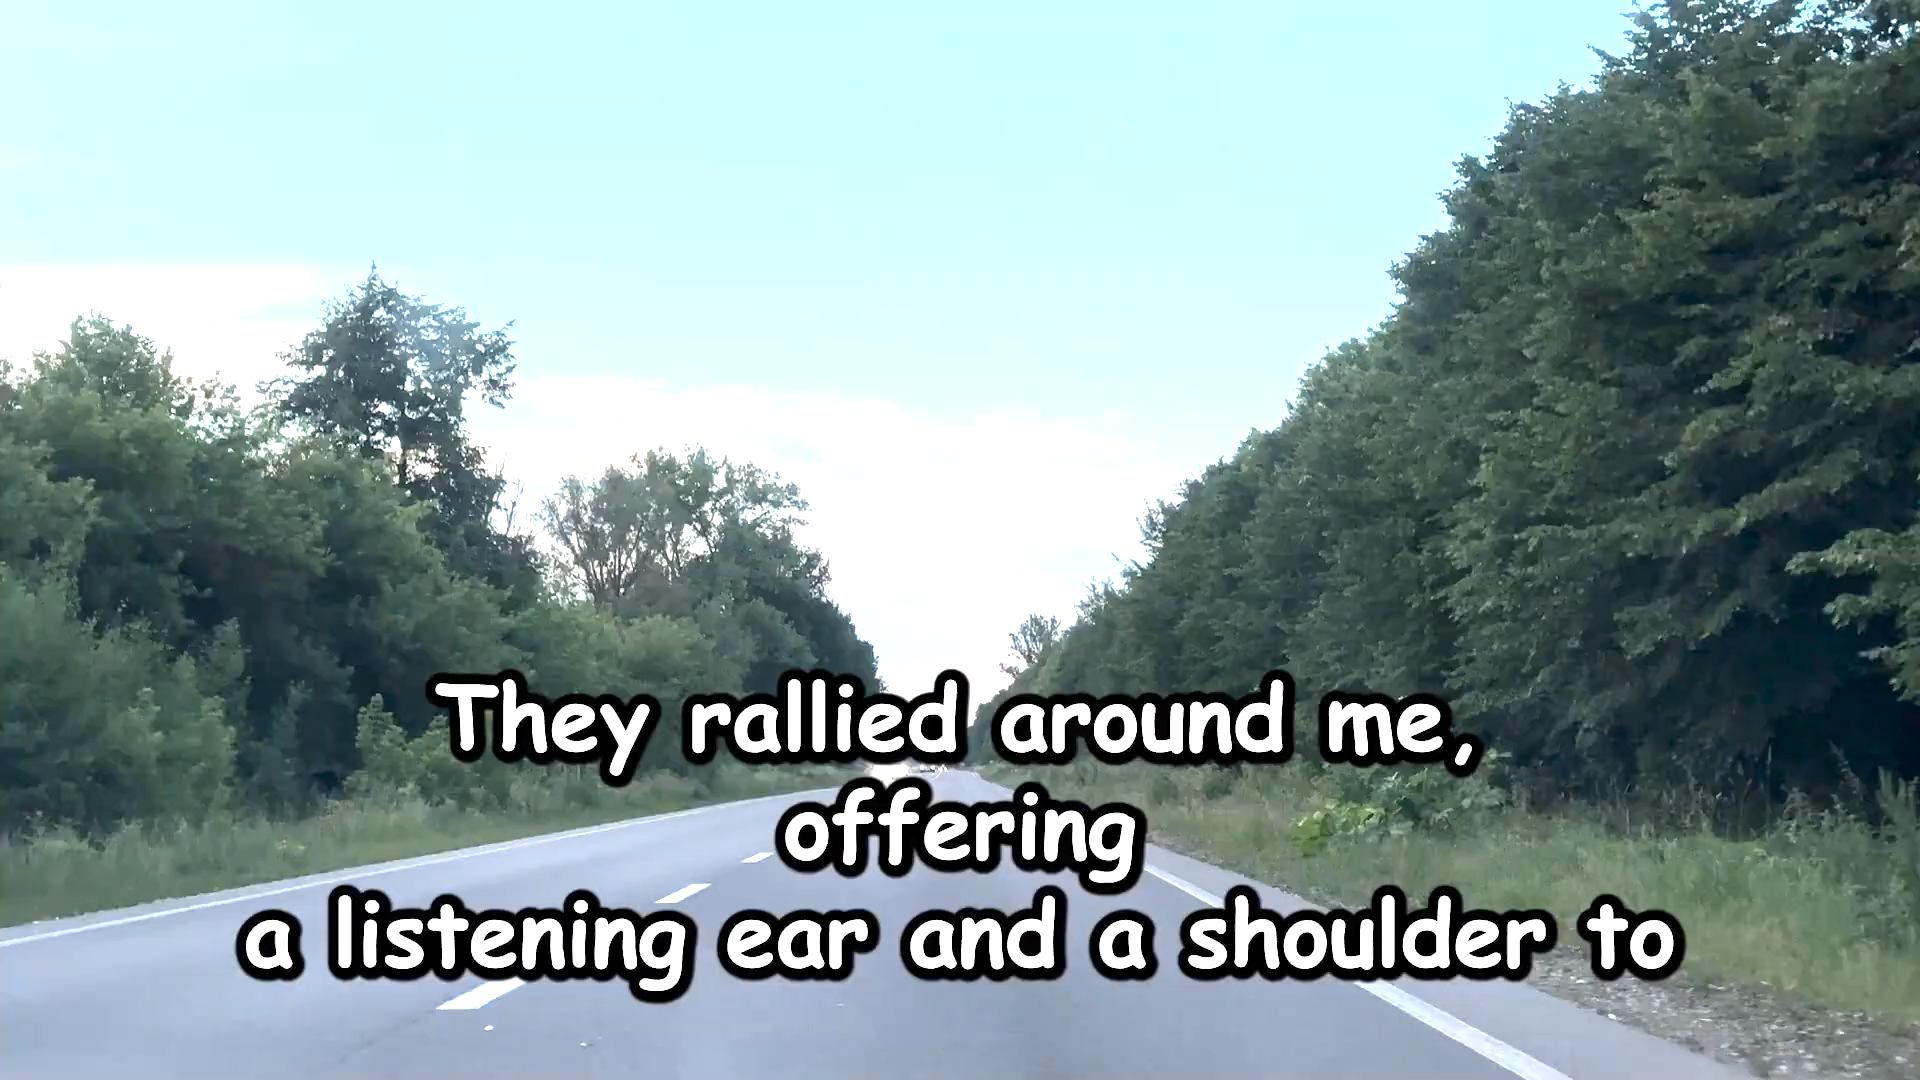 They rallied around me,
offering
a listening ear and a shoulder to